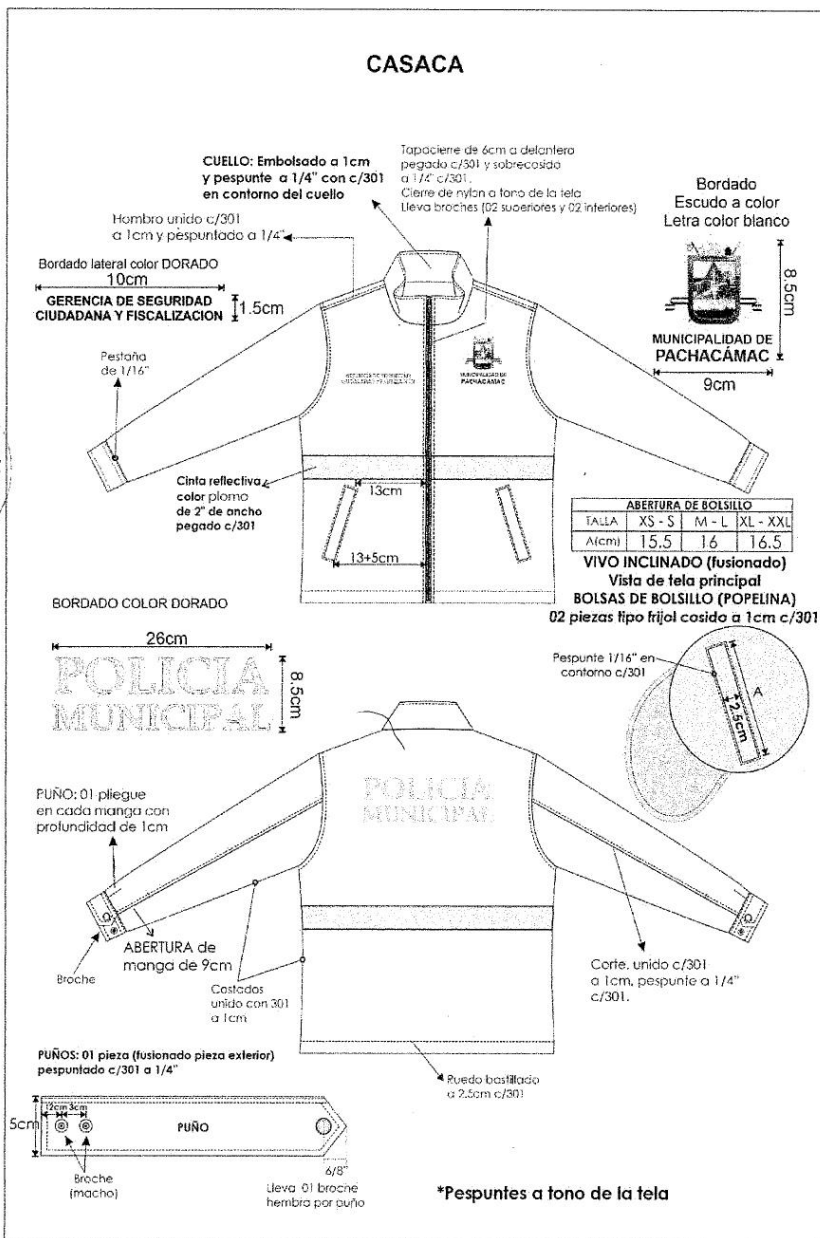 CASACA
CUELLO: Embolsado a 1cm
y pespunte a 1/4" con c/301
en contorno del cuello
Tapacierre de 6cm a delantera
pegado c/301 y sobrecosido
a 1/4" c/301.
Cierre de nylon a tono de la tela
Lleva broches (02 superiores y 02 inferiores)
Bordado
Escudo a color
Letra color blanco
8.5cm
MUNICIPALIDAD DE
PACHACÁMAC
9cm
Hombro unido c/301
a 1cm y pespuntado a 1/4"
Bordado lateral color DORADO
10cm
GERENCIA DE SEGURIDAD
CIUDADANA Y FISCALIZACION
1.5cm
Pestaña
de 1/16"
MUNICIPALIDAD DE
PACHACAMAC
Cinta reflectiva
color plomo
de 2" de ancho
pegado c/301
13cm
13+5cm
ABERTURA DE BOLSILLO
TALLA XS - S M - L XL - XXL
A(cm) 15.5 16 16.5
VIVO INCLINADO (fusionado)
Vista de tela principal
BOLSAS DE BOLSILLO (POPELINA)
02 piezas tipo frijol cosido a 1cm c/301
Pespunte 1/16" en
contorno c/301
A
2.5cm
BORDADO COLOR DORADO
26cm
POLICIA
MUNICIPAL
8.5cm
POLICIA
MUNICIPAL
PUÑO: 01 pliegue
en cada manga con
profundidad de 1cm
Broche
ABERTURA de
manga de 9cm
Costados
unido con 301
a 1cm
Corte, unido c/301
a 1cm, pespunte a 1/4"
c/301.
Ruedo bastillado
a 2.5cm c/301
PUÑOS: 01 pieza (fusionado pieza exterior)
pespuntado c/301 a 1/4"
5cm
12cm 3cm
PUÑO
Broche
(macho)
6/8"
Lleva 01 broche
hembra por puño
*Pespuntes a tono de la tela